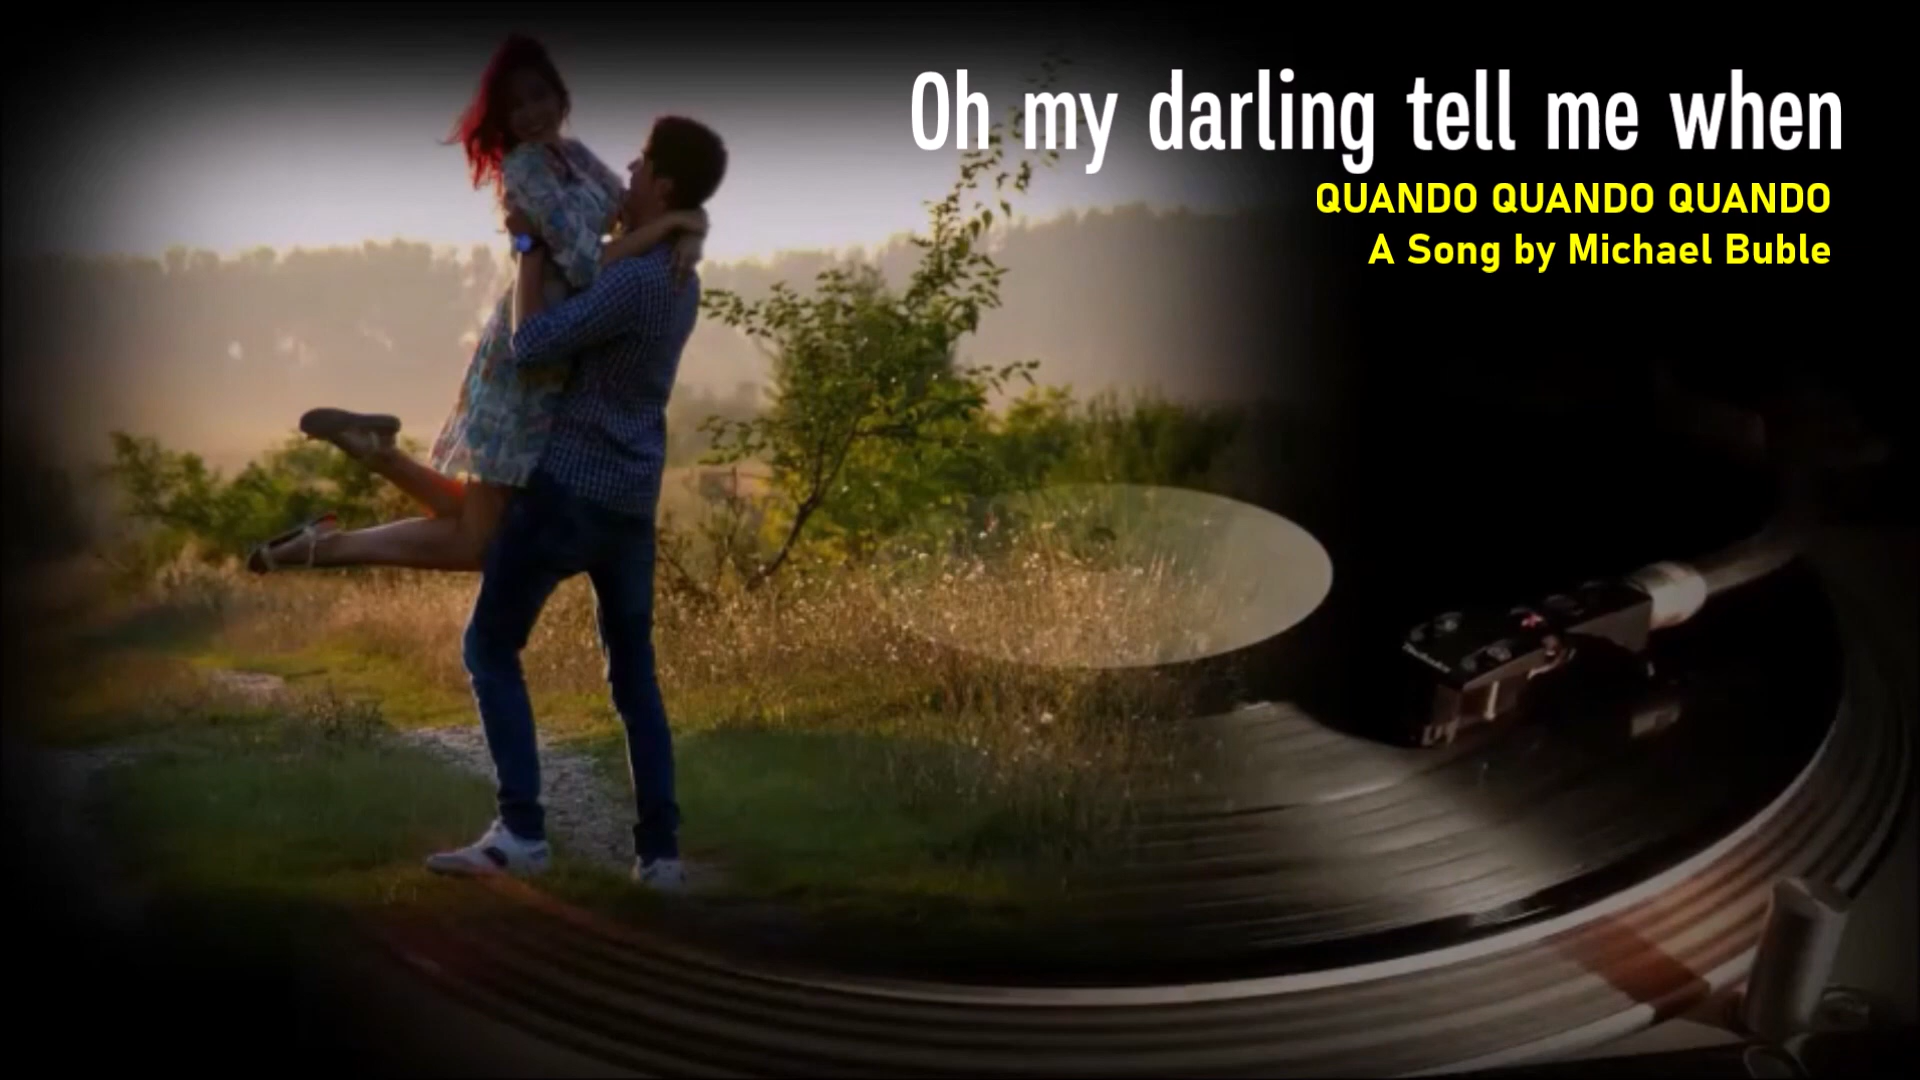 Oh my darling tell me when
QUANDO QUANDO QUANDO
A Song by Michael Buble